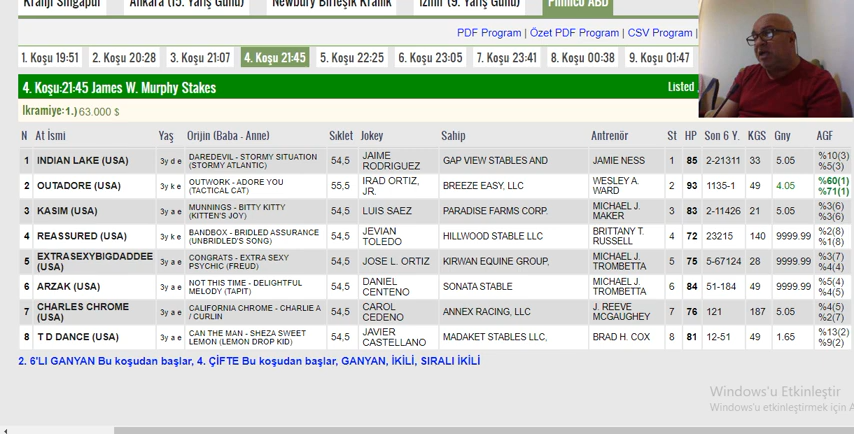 Kranji Singapur Ankara (15. Yarış Günü) Newbury Birleşik Krallık İzmir (9. Yarış Günü) Pimlico ABD
PDF Program | Özet PDF Program | CSV Program |
1. Koşu 19:51 2. Koşu 20:28 3. Koşu 21:07 4. Koşu 21:45 5. Koşu 22:25 6. Koşu 23:05 7. Koşu 23:41 8. Koşu 00:38 9. Koşu 01:47
4. Koşu:21:45 James W. Murphy Stakes Listed
İkramiye: 1.) 63.000 $
N At İsmi Yaş Orijin (Baba - Anne) Sıklet Jokey Sahip Antrenör St HP Son 6 Y. KGS Gny AGF
1 INDIAN LAKE (USA) 3y d e DAREDEVIL - STORMY SITUATION (STORMY ATLANTIC) 54,5 JAIME RODRIGUEZ GAP VIEW STABLES AND JAMIE NESS 1 85 2-21311 33 5.05 %10(3) %5(3)
2 OUTADORE (USA) 3y k e OUTWORK - ADORE YOU (TACTICAL CAT) 55,5 IRAD ORTIZ, JR. BREEZE EASY, LLC WESLEY A. WARD 2 93 1135-1 49 4.05 %60(1) %71(1)
3 KASIM (USA) 3y a e MUNNINGS - BITTY KITTY (KITTEN'S JOY) 54,5 LUIS SAEZ PARADISE FARMS CORP. MICHAEL J. MAKER 3 83 2-11426 21 5.05 %3(6) %3(6)
4 REASSURED (USA) 3y k e BANDBOX - BRIDLED ASSURANCE (UNBRIDLED'S SONG) 54,5 JEVIAN TOLEDO HILLWOOD STABLE LLC BRITTANY T. RUSSELL 4 72 23215 140 9999.99 %2(8) %1(8)
5 EXTRASEXYBIGDADDEE (USA) 3y a e CONGRATS - EXTRA SEXY PSYCHIC (FREUD) 54,5 JOSE L. ORTIZ KIRWAN EQUINE GROUP, MICHAEL J. TROMBETTA 5 75 5-67124 28 9999.99 %3(7) %4(4)
6 ARZAK (USA) 3y a e NOT THIS TIME - DELIGHTFUL MELODY (TAPIT) 54,5 DANIEL CENTENO SONATA STABLE MICHAEL J. TROMBETTA 6 84 51-184 49 9999.99 %5(4) %4(5)
7 CHARLES CHROME (USA) 3y a e CALIFORNIA CHROME - CHARLIE A / CURLIN 54,5 CAROL CEDENO ANNEX RACING, LLC J. REEVE MCGAUGHEY 7 76 121 187 5.05 %4(5) %2(7)
8 T D DANCE (USA) 3y a e CAN THE MAN - SHEZA SWEET LEMON (LEMON DROP KID) 54,5 JAVIER CASTELLANO MADAKET STABLES LLC, BRAD H. COX 8 81 12-51 49 1.65 %13(2) %9(2)
2. 6'LI GANYAN Bu koşudan başlar, 4. ÇİFTE Bu koşudan başlar, GANYAN, İKİLİ, SIRALI İKİLİ
Windows'u Etkinleştir
Windows'u etkinleştirmek için A